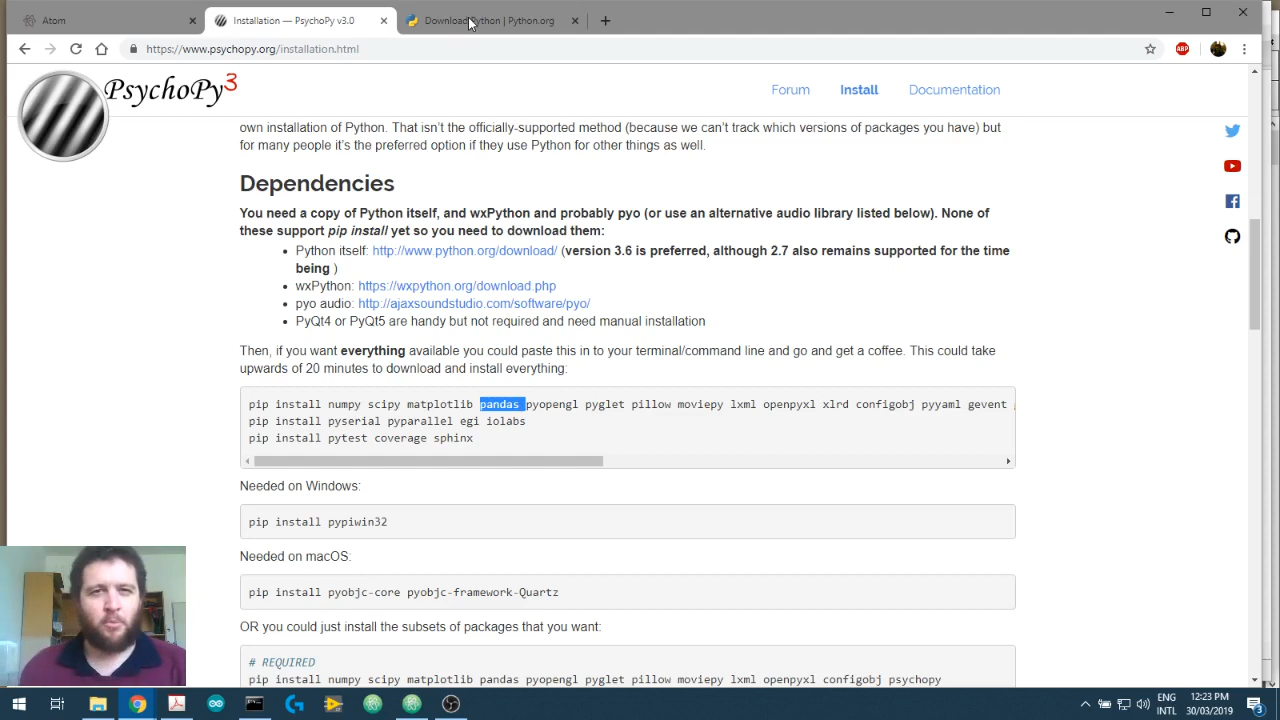 Atom
Installation — PsychoPy v3.0
Download Python | Python.org
https://www.psychopy.org/installation.html
ABP
PsychoPy3
Forum
Install
Documentation
own installation of Python. That isn't the officially-supported method (because we can't track which versions of packages you have) but
for many people it's the preferred option if they use Python for other things as well.
Dependencies
You need a copy of Python itself, and wxPython and probably pyo (or use an alternative audio library listed below). None of
these support pip install yet so you need to download them:
• Python itself: http://www.python.org/download/ (version 3.6 is preferred, although 2.7 also remains supported for the time
being )
• wxPython: https://wxpython.org/download.php
• pyo audio: http://ajaxsoundstudio.com/software/pyo/
• PyQt4 or PyQt5 are handy but not required and need manual installation
Then, if you want everything available you could paste this in to your terminal/command line and go and get a coffee. This could take
upwards of 20 minutes to download and install everything:
pip install numpy scipy matplotlib pandas pyopengl pyglet pillow moviepy lxml openpyxl xlrd configobj pyyaml gevent
pip install pyserial pyparallel egi iolabs
pip install pytest coverage sphinx
Needed on Windows:
pip install pypiwin32
Needed on macOS:
pip install pyobjc-core pyobjc-framework-Quartz
OR you could just install the subsets of packages that you want:
# REQUIRED
pip install numpy scipy matplotlib pandas pyopengl pyglet pillow moviepy lxml openpyxl configobj psychopy
ENG
INTL
12:23 PM
30/03/2019
3